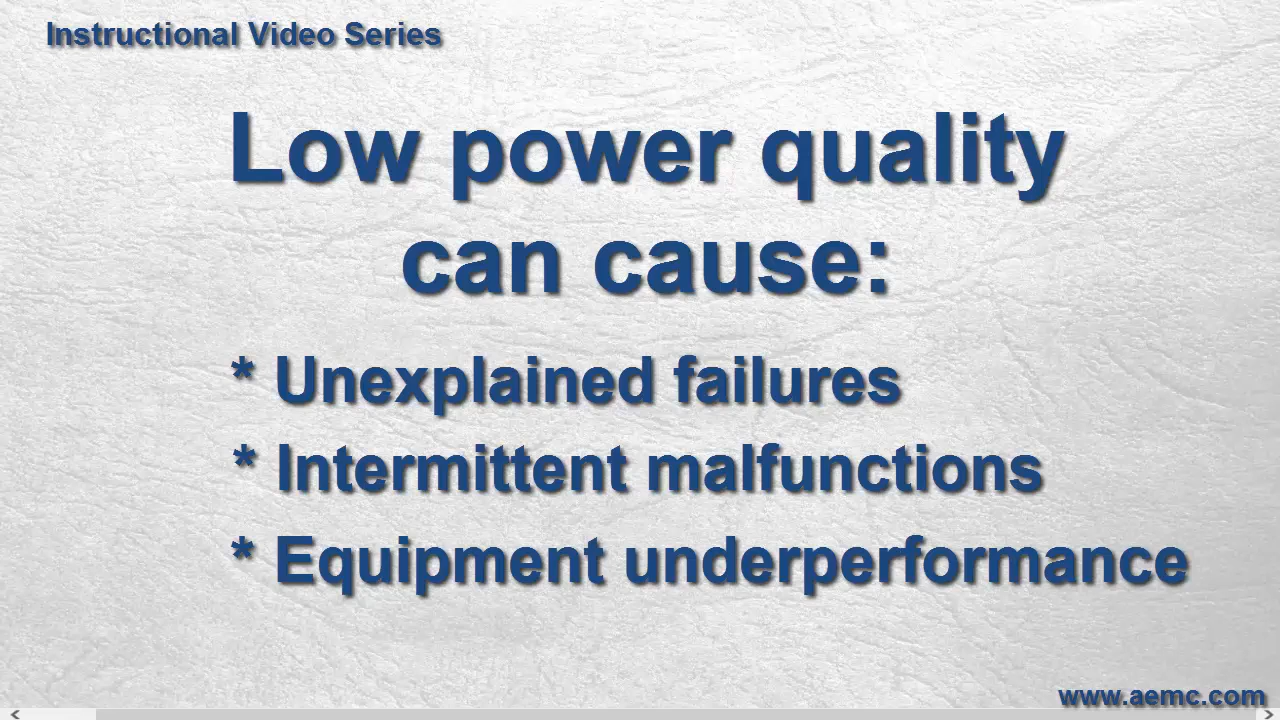 Instructional Video Series
Low power quality
can cause:
* Unexplained failures
* Intermittent malfunctions
* Equipment underperformance
www.aemc.com